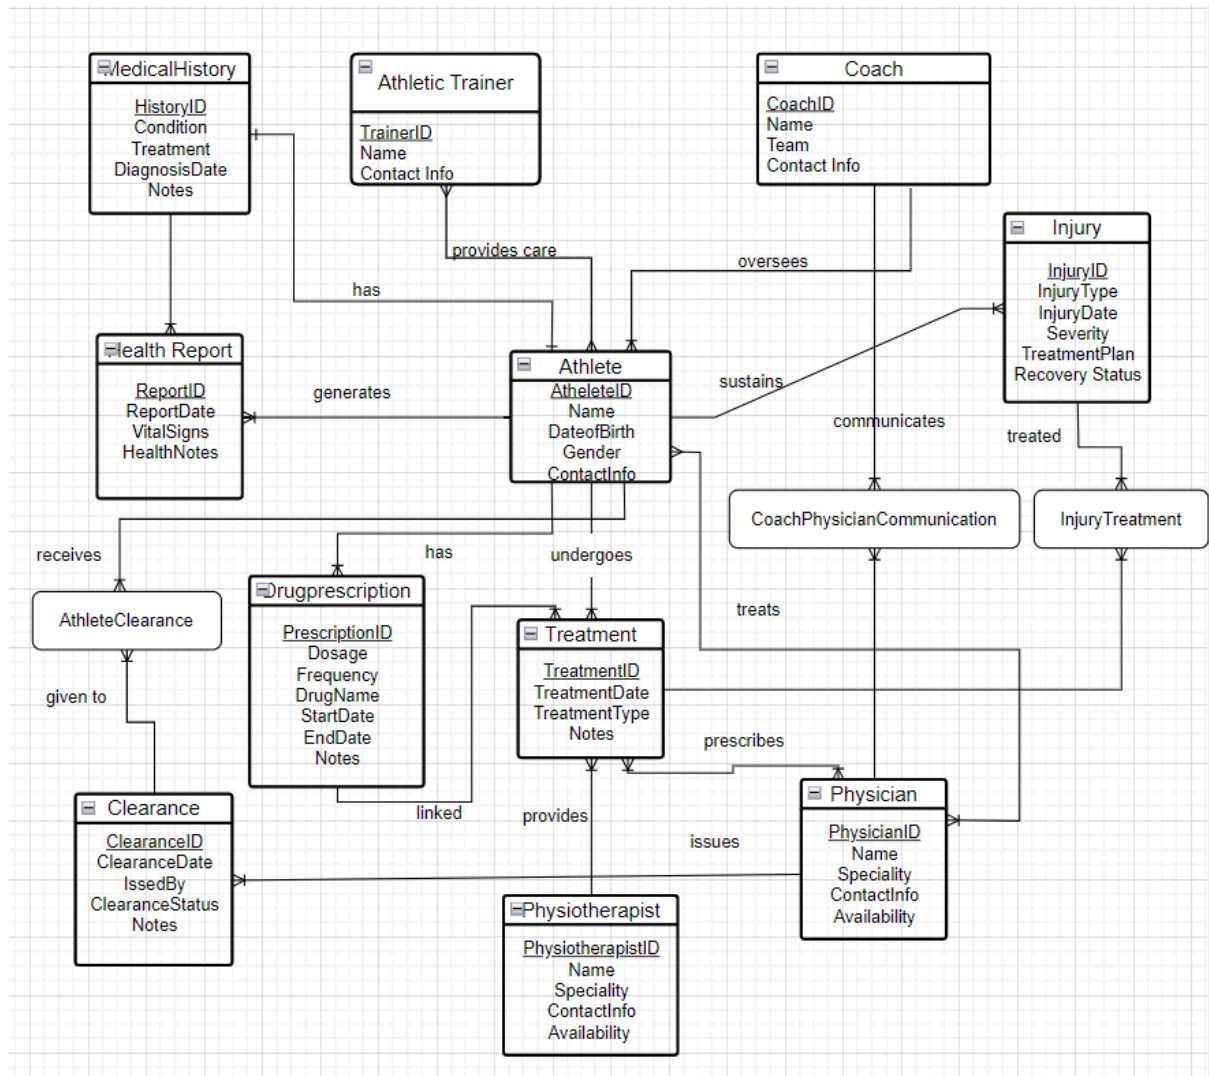 MedicalHistory
HistoryID
Condition
Treatment
DiagnosisDate
Notes
Athletic Trainer
TrainerID
Name
Contact Info
Coach
CoachID
Name
Team
Contact Info
Injury
InjuryID
InjuryType
InjuryDate
Severity
TreatmentPlan
Recovery Status
provides care
oversees
has
Health Report
ReportID
ReportDate
VitalSigns
HealthNotes
generates
Athlete
AtheleteID
Name
DateofBirth
Gender
ContactInfo
sustains
communicates
treated
CoachPhysicianCommunication
InjuryTreatment
receives
has
undergoes
AthleteClearance
Drugprescription
PrescriptionID
Dosage
Frequency
DrugName
StartDate
EndDate
Notes
Treatment
TreatmentID
TreatmentDate
TreatmentType
Notes
treats
given to
prescribes
Clearance
ClearanceID
ClearanceDate
IssedBy
ClearanceStatus
Notes
linked
provides
issues
Physician
PhysicianID
Name
Speciality
ContactInfo
Availability
Physiotherapist
PhysiotherapistID
Name
Speciality
ContactInfo
Availability